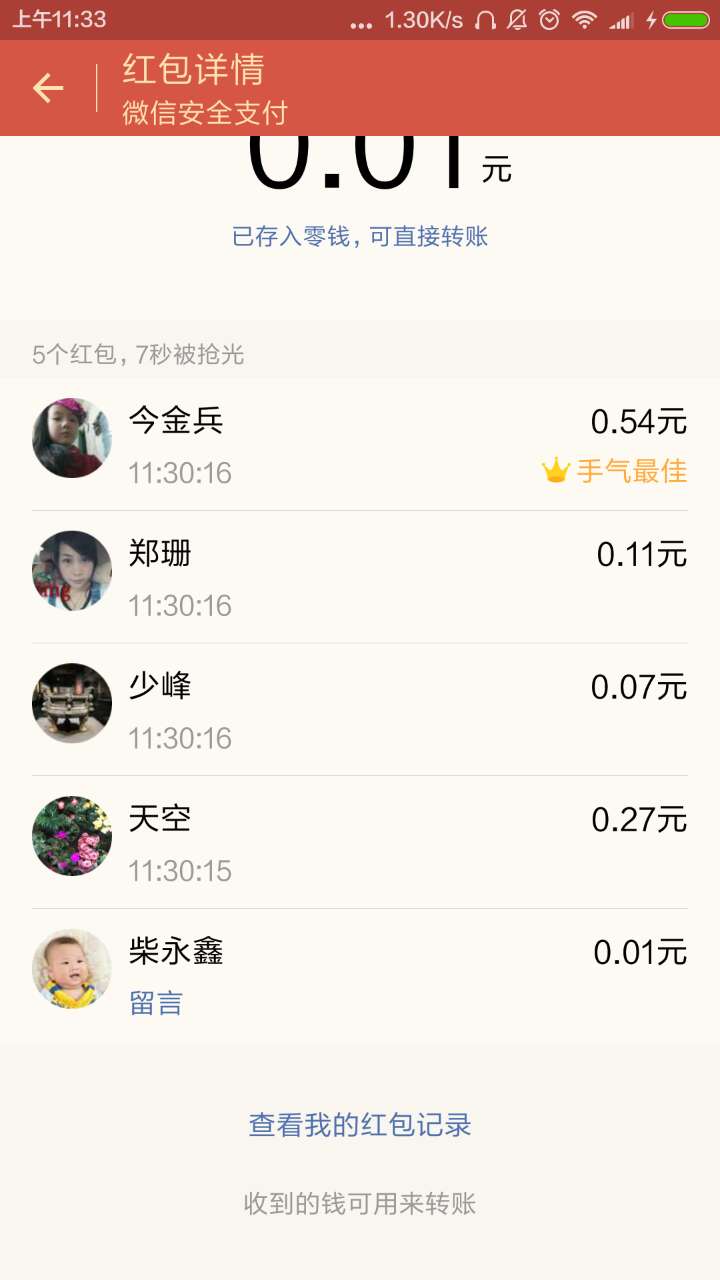 上午11:33
... 1.30K/s
红包详情
微信安全支付
0.01元
已存入零钱，可直接转账
5个红包，7秒被抢光
今金兵
0.54元
11:30:16
手气最佳
郑珊
0.11元
11:30:16
少峰
0.07元
11:30:16
天空
0.27元
11:30:15
柴永鑫
0.01元
留言
查看我的红包记录
收到的钱可用来转账